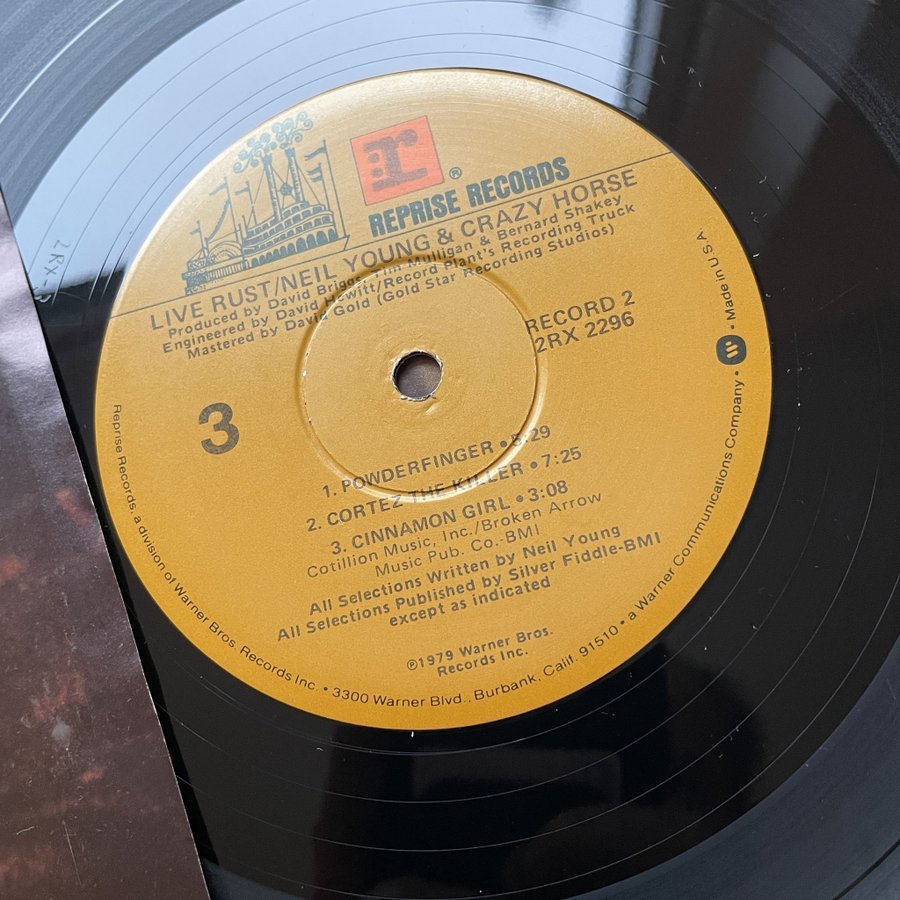 r®
REPRISE RECORDS
LIVE RUST/NEIL YOUNG & CRAZY HORSE
Produced by David Briggs, Tim Mulligan & Bernard Shakey
Engineered by David Hewitt/Record Plant's Recording Truck
Mastered by David Gold (Gold Star Recording Studios)
RECORD 2
2RX 2296
3
1. POWDERFINGER • 5:29
2. CORTEZ THE KILLER • 7:25
3. CINNAMON GIRL • 3:08
Cotillion Music, Inc./Broken Arrow
Music Pub. Co.-BMI
All Selections Written by Neil Young
All Selections Published by Silver Fiddle-BMI
except as indicated
℗1979 Warner Bros.
Records Inc.
Reprise Records, a division of Warner Bros. Records Inc. • 3300 Warner Blvd., Burbank, Calif. 91510 • a Warner Communications Company • Made in U.S.A.